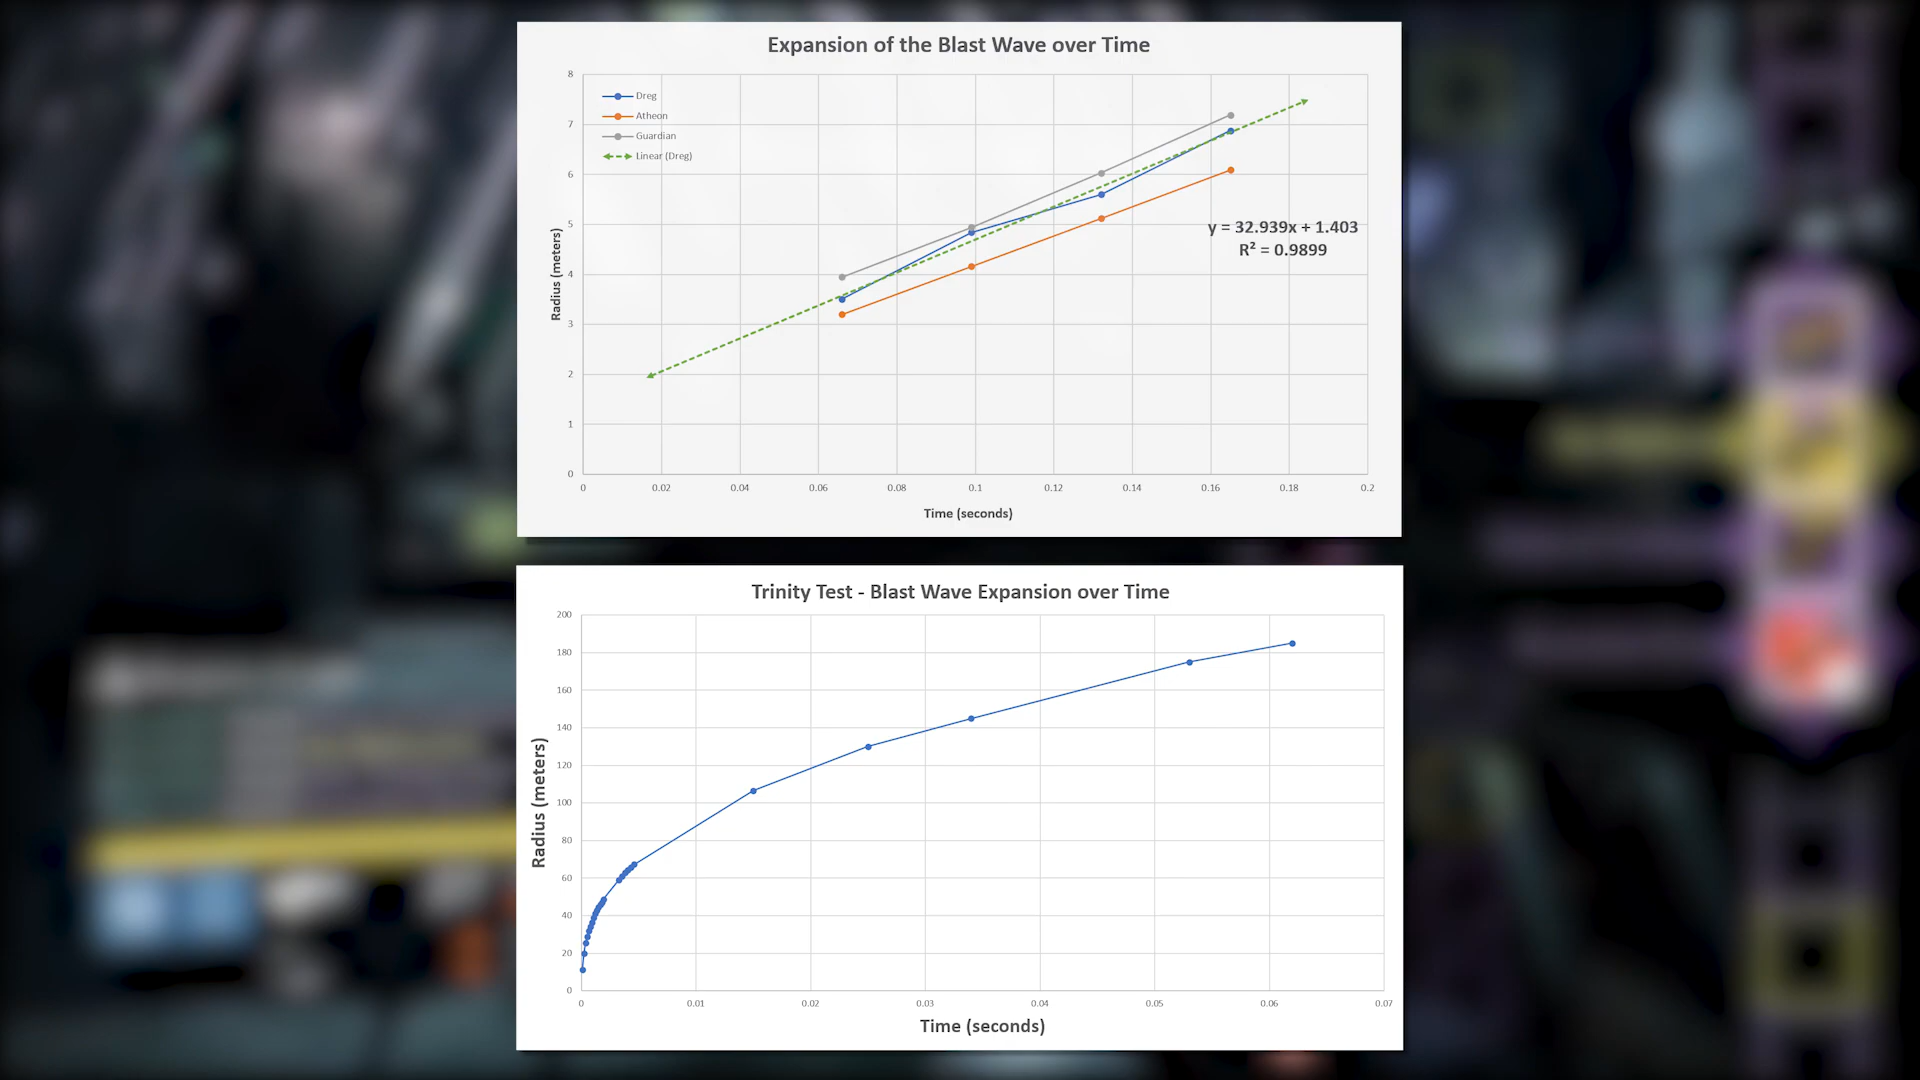 Expansion of the Blast Wave over Time
8
7
6
5
4
3
2
1
0
Radius (meters)
Dreg
Atheon
Guardian
Linear (Dreg)
y = 32.939x + 1.403
R² = 0.9899
0 0.02 0.04 0.06 0.08 0.1 0.12 0.14 0.16 0.18 0.2
Time (seconds)
Trinity Test - Blast Wave Expansion over Time
200
180
160
140
120
100
80
60
40
20
0
Radius (meters)
0 0.01 0.02 0.03 0.04 0.05 0.06 0.07
Time (seconds)